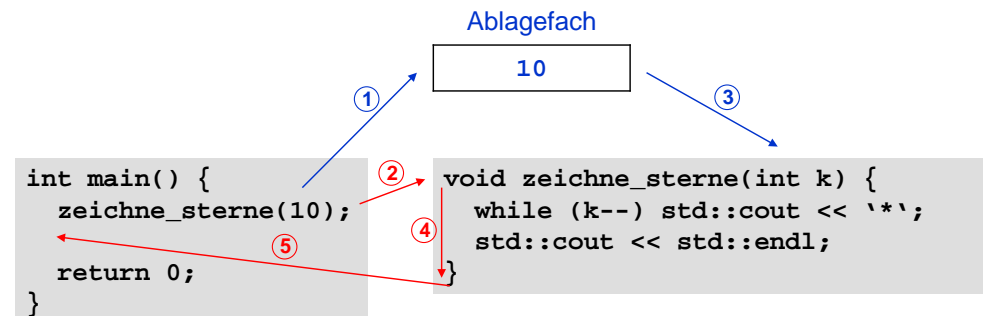 Ablagefach
10
1
3
int main() {
zeichne_sterne(10);
return 0;
}
2
void zeichne_sterne(int k) {
while (k--) std::cout << ‘*‘;
std::cout << std::endl;
}
4
5